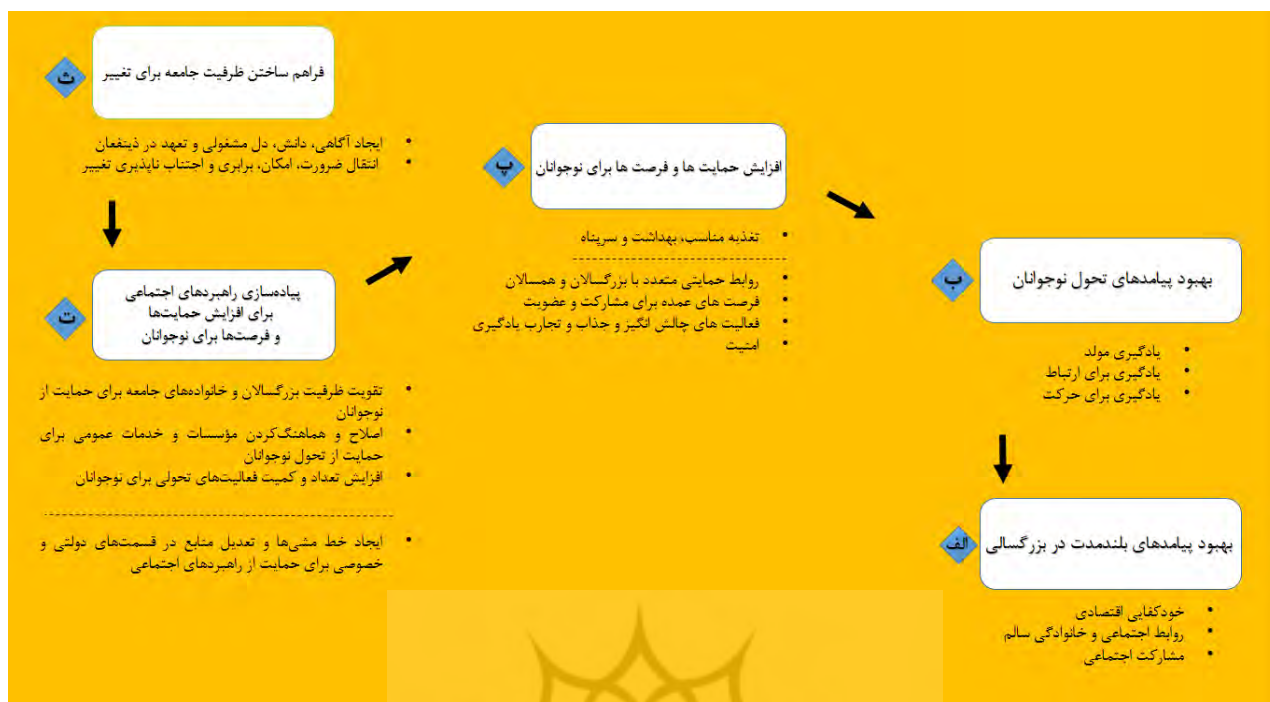 فراهم ساختن ظرفیت جامعه برای تغییر
ث
• ایجاد آگاهی، دانش، دل مشغولی و تعهد در ذینفعان
• انتقال ضرورت، امکان، برابری و اجتناب ناپذیری تغییر
پیاده‌سازی راهبردهای اجتماعی
برای افزایش حمایت‌ها
و فرصت‌ها برای نوجوانان
ت
• تقویت ظرفیت بزرگسالان و خانواده‌های جامعه برای حمایت از
نوجوانان
• اصلاح و هماهنگ‌کردن مؤسسات و خدمات عمومی برای
حمایت از تحول نوجوانان
• افزایش تعداد و کمیت فعالیت‌های تحولی برای نوجوانان
• ایجاد خط مشی‌ها و تعدیل منابع در قسمت‌های دولتی و
خصوصی برای حمایت از راهبردهای اجتماعی
افزایش حمایت ها و فرصت ها برای نوجوانان
پ
• تغذیه مناسب، بهداشت و سرپناه
• روابط حمایتی متعدد با بزرگسالان و همسالان
• فرصت های عمده برای مشارکت و عضویت
• فعالیت های چالش انگیز و جذاب و تجارب یادگیری
• امنیت
بهبود پیامدهای تحول نوجوانان
ب
• یادگیری مولد
• یادگیری برای ارتباط
• یادگیری برای حرکت
بهبود پیامدهای بلندمدت در بزرگسالی
الف
• خودکفایی اقتصادی
• روابط اجتماعی و خانوادگی سالم
• مشارکت اجتماعی